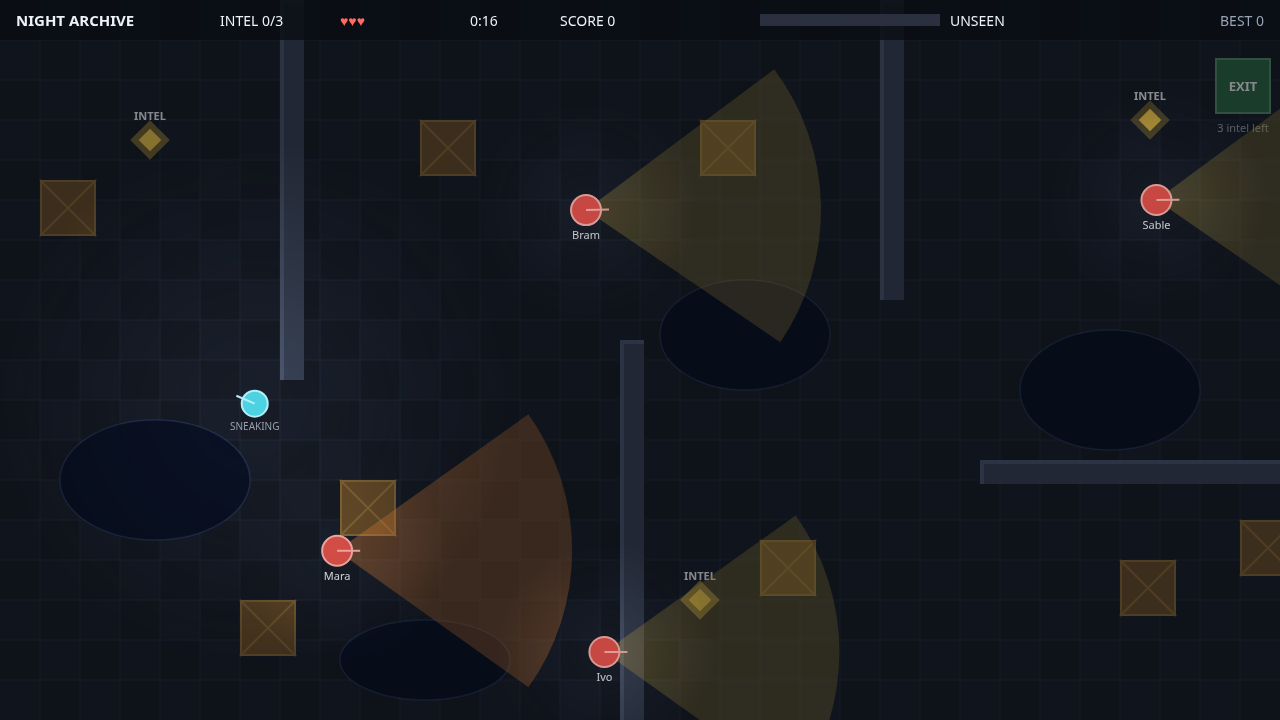 NIGHT ARCHIVE INTEL 0/3 ♥♥♥ 0:16 SCORE 0 UNSEEN BEST 0
INTEL
INTEL
EXIT
3 intel left
Bram
Sable
SNEAKING
Mara
INTEL
Ivo